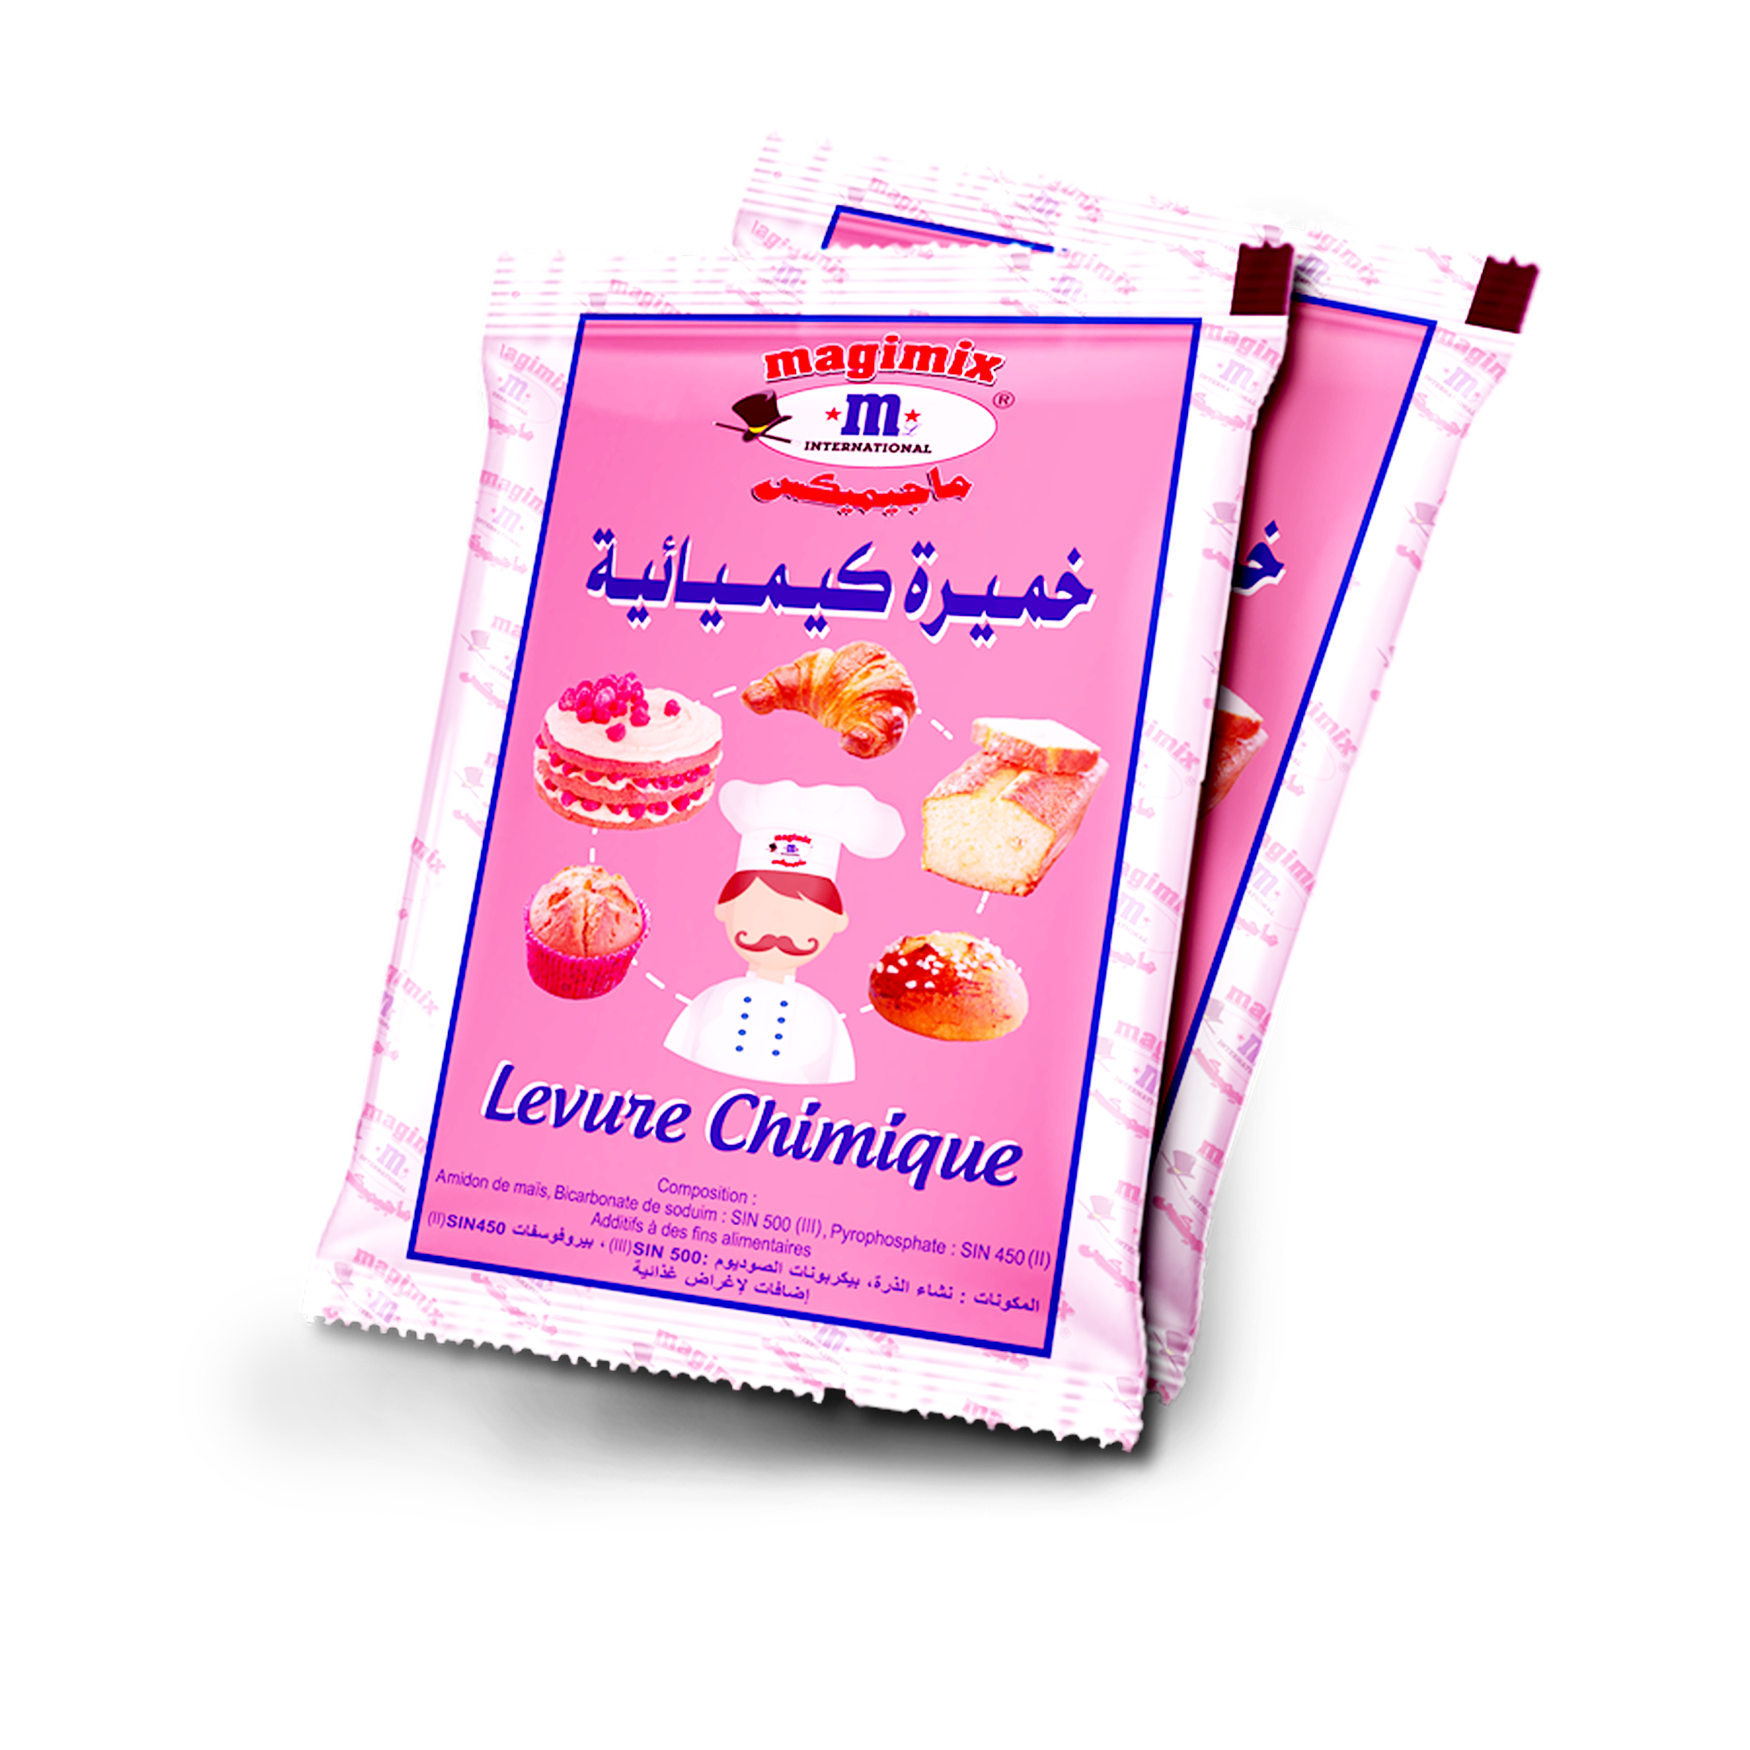 magimix
m
®
INTERNATIONAL
ماجيميكس
خميرة كيميائية
Levure Chimique
Composition :
Amidon de maïs, Bicarbonate de soduim : SIN 500 (III), Pyrophosphate : SIN 450 (II)
Additifs à des fins alimentaires
المكونات : نشاء الذرة، بيكربونات الصوديوم :SIN 500 (III) ، بيروفوسفات SIN450 (II)
إضافات لإغراض غذائية